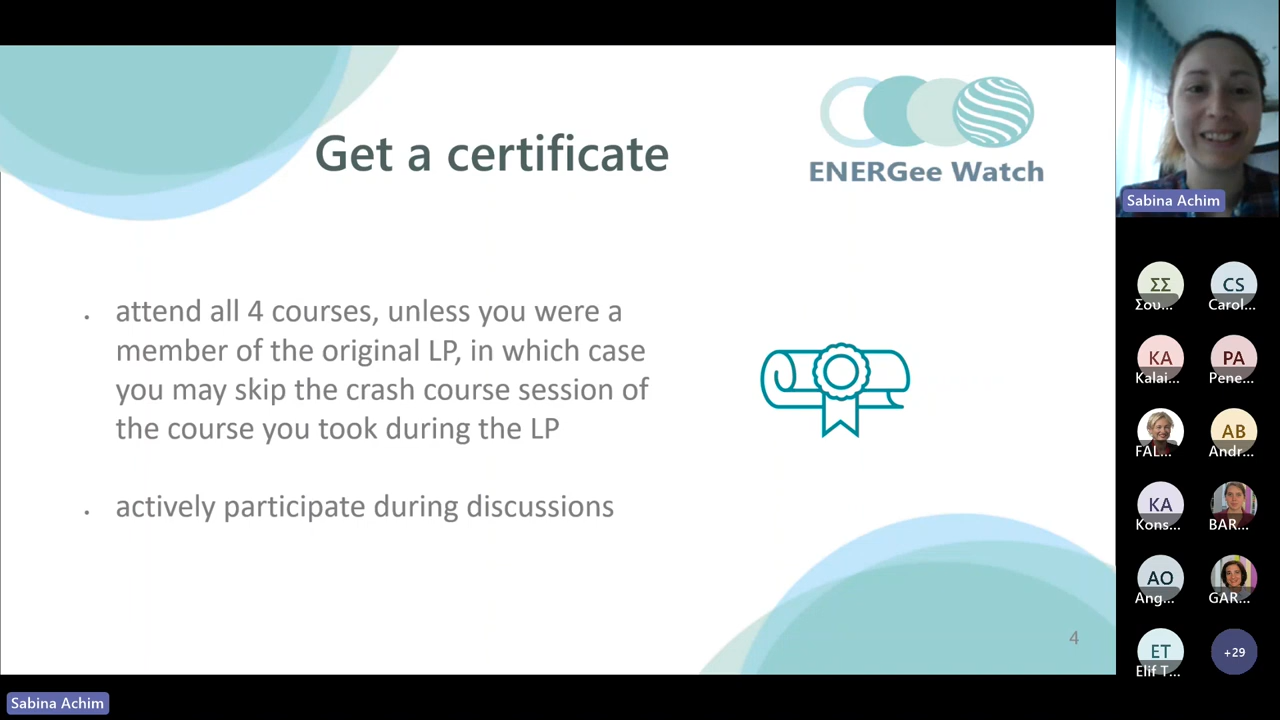 Get a certificate
ENERGee Watch
• attend all 4 courses, unless you were a
member of the original LP, in which case
you may skip the crash course session of
the course you took during the LP
• actively participate during discussions
4
Sabina Achim
Sabina Achim
ΣΣ
Σου...
CS
Carol...
KA
Kalai...
PA
Pene...
FAL...
AB
Andr...
KA
Kons...
BAR...
AO
Ang...
GAR...
ET
Elif T...
+29